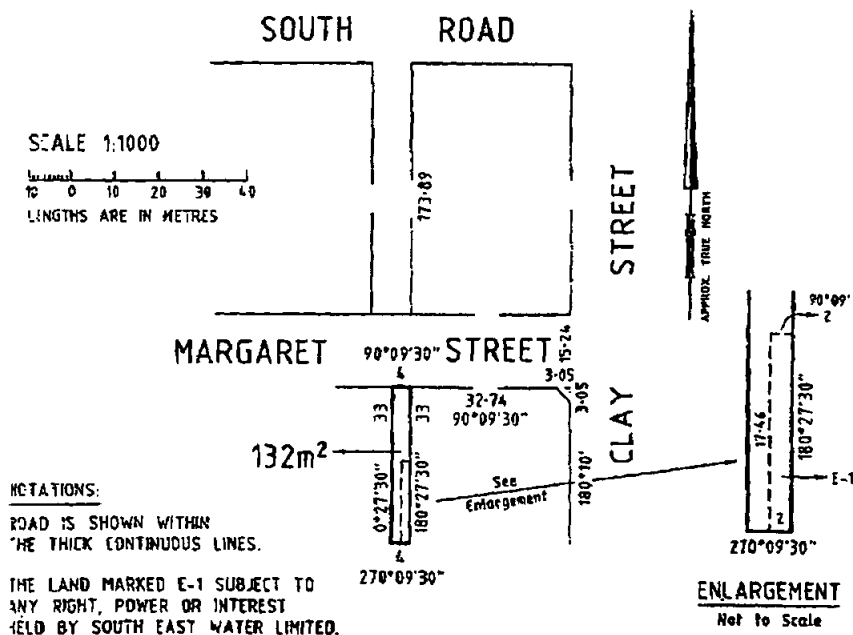 SOUTH ROAD
SCALE 1:1000
10 0 10 20 30 40
LENGTHS ARE IN METRES
173·89
STREET
APPROX. TRUE NORTH
MARGARET STREET
90°09'30"
4
15·24
3·05
3·05
CLAY
33
33
32·74
90°09'30"
132m²
0°27'30"
180°27'30"
180°10'
See
Enlargement
4
270°09'30"
90°09'
2
17·46
180°27'30"
E-1
2
270°09'30"
ENLARGEMENT
Not to Scale
NOTATIONS:
ROAD IS SHOWN WITHIN
THE THICK CONTINUOUS LINES.
THE LAND MARKED E-1 SUBJECT TO
ANY RIGHT, POWER OR INTEREST
HELD BY SOUTH EAST WATER LIMITED.